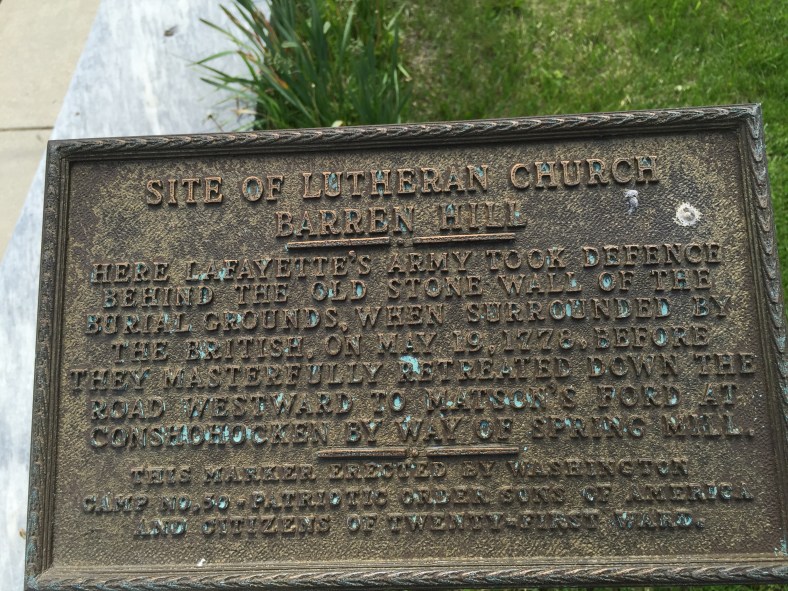 SITE OF LUTHERAN CHURCH
BARREN HILL
HERE LAFAYETTE'S ARMY TOOK DEFENCE
BEHIND THE OLD STONE WALL OF THE
BURIAL GROUNDS, WHEN SURROUNDED BY
THE BRITISH, ON MAY 19, 1778. BEFORE
THEY MASTERFULLY RETREATED DOWN THE
ROAD WESTWARD TO MATSON'S FORD AT
CONSHOHOCKEN BY WAY OF SPRING MILL.
THIS MARKER ERECTED BY WASHINGTON
CAMP NO. 50 • PATRIOTIC ORDER SONS OF AMERICA
AND CITIZENS OF TWENTY-FIRST WARD.